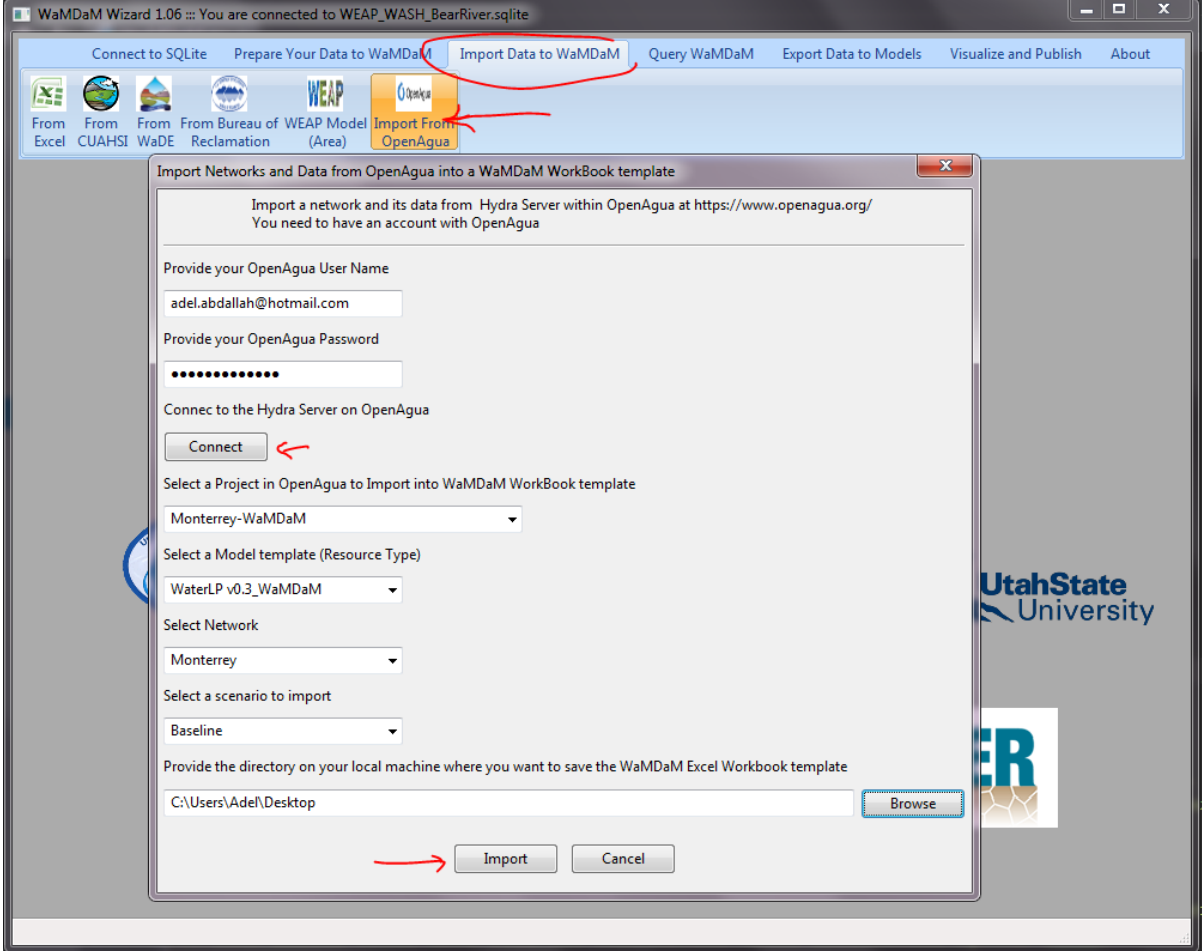 WaMDaM Wizard 1.06 ::: You are connected to WEAP_WASH_BearRiver.sqlite
Connect to SQLite Prepare Your Data to WaMDaM Import Data to WaMDaM Query WaMDaM Export Data to Models Visualize and Publish About
WEAP OpenAgua
From From From From Bureau of WEAP Model Import From
Excel CUAHSI WaDE Reclamation (Area) OpenAgua
Import Networks and Data from OpenAgua into a WaMDaM WorkBook template
Import a network and its data from Hydra Server within OpenAgua at https://www.openagua.org/
You need to have an account with OpenAgua
Provide your OpenAgua User Name
adel.abdallah@hotmail.com
Provide your OpenAgua Password
•••••••••••••
Connec to the Hydra Server on OpenAgua
Connect
Select a Project in OpenAgua to Import into WaMDaM WorkBook template
Monterrey-WaMDaM
Select a Model template (Resource Type)
WaterLP v0.3_WaMDaM
UtahState
University
Select Network
Monterrey
Select a scenario to import
Baseline
ER
Provide the directory on your local machine where you want to save the WaMDaM Excel Workbook template
C:\Users\Adel\Desktop
Browse
Import Cancel